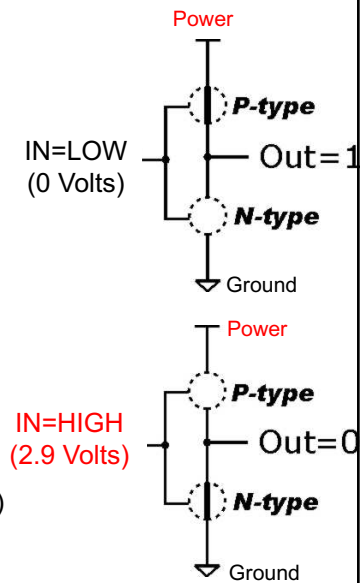 Power
P-type
IN=LOW
(0 Volts)
Out=1
N-type
Ground
Power
P-type
IN=HIGH
(2.9 Volts)
Out=0
)
N-type
Ground